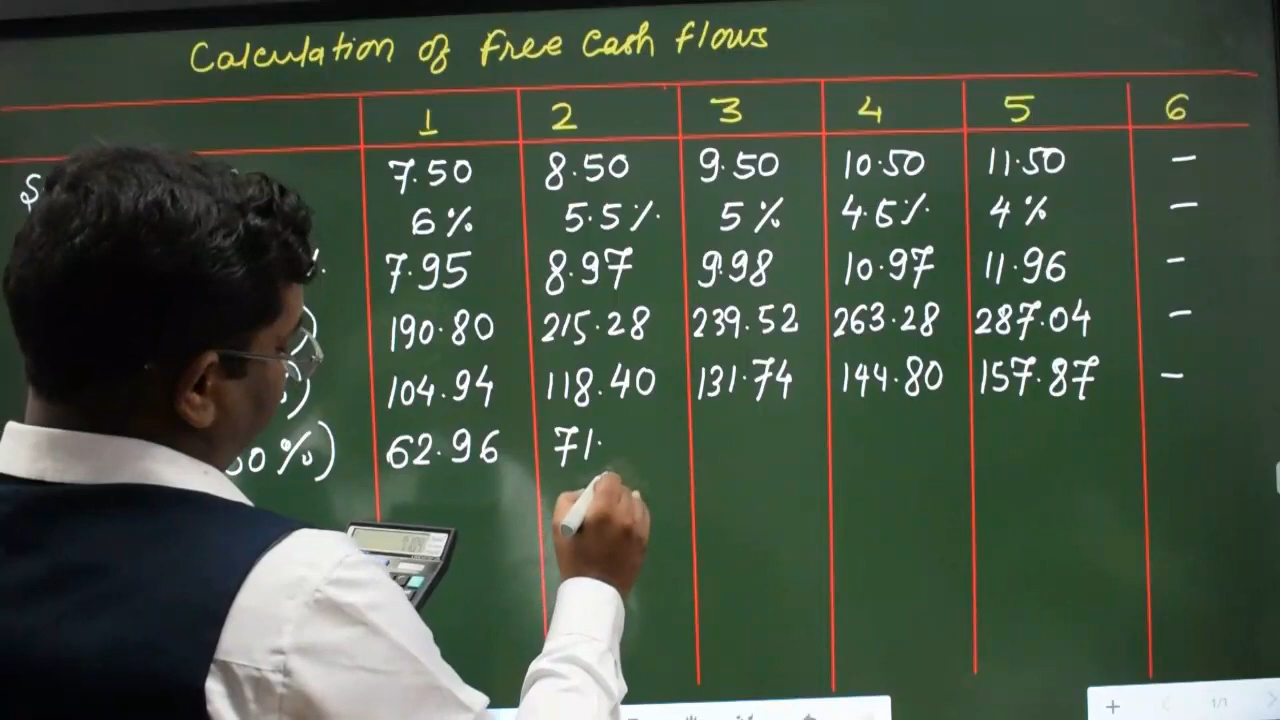 Calculation of Free Cash Flows
1 2 3 4 5 6
7.50 8.50 9.50 10.50 11.50 -
6% 5.5% 5% 4.5% 4% -
7.95 8.97 9.98 10.97 11.96 -
190.80 215.28 239.52 263.28 287.04 -
104.94 118.40 131.74 144.80 157.87 -
60%) 62.96 71.
1/1